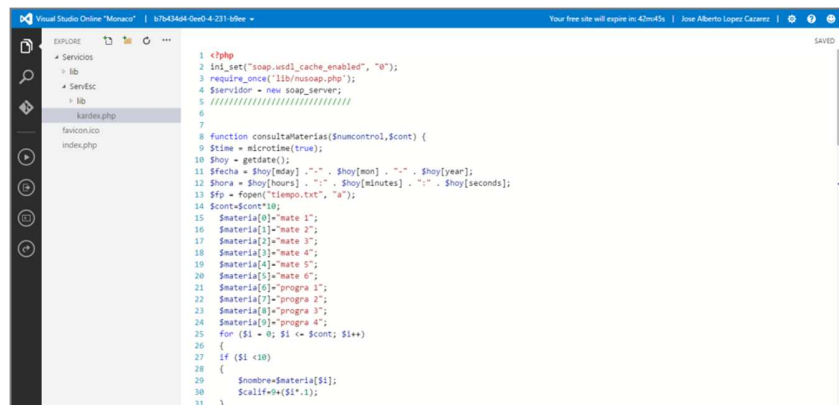 Visual Studio Online "Monaco" | b7b434d4-0ee0-4-231-b9ee
Your free site will expire in: 42m:45s | Jose Alberto Lopez Cazarez |
EXPLORE
SAVED
Servicios
lib
ServEsc
lib
kardex.php
favicon.ico
index.php
1 <?php
2 ini_set("soap.wsdl_cache_enabled", "0");
3 require_once('lib/nusoap.php');
4 $servidor = new soap_server;
5 //////////////////////////////
6
7
8 function consultaMaterias($numcontrol,$cont) {
9 $time = microtime(true);
10 $hoy = getdate();
11 $fecha = $hoy[mday] ."-" . $hoy[mon] . "-" . $hoy[year];
12 $hora = $hoy[hours] . ":" . $hoy[minutes] . ":" . $hoy[seconds];
13 $fp = fopen("tiempo.txt", "a");
14 $cont=$cont*10;
15 $materia[0]="mate 1";
16 $materia[1]="mate 2";
17 $materia[2]="mate 3";
18 $materia[3]="mate 4";
19 $materia[4]="mate 5";
20 $materia[5]="mate 6";
21 $materia[6]="progra 1";
22 $materia[7]="progra 2";
23 $materia[8]="progra 3";
24 $materia[9]="progra 4";
25 for ($i = 0; $i <= $cont; $i++)
26 {
27 if ($i <10)
28 {
29 $nombre=$materia[$i];
30 $calif=9+($i*.1);
31 }